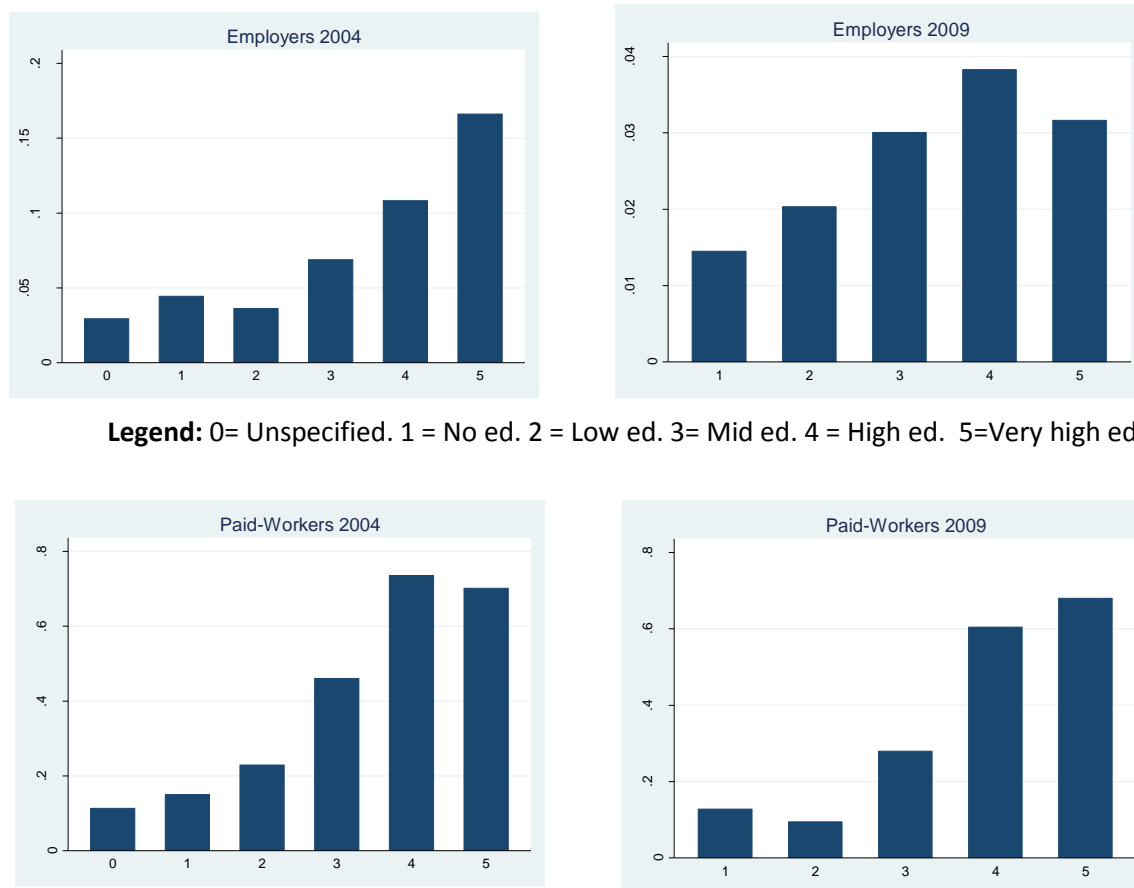 Employers 2004
.2
.15
.1
.05
0
0 1 2 3 4 5
Employers 2009
.04
.03
.02
.01
0
1 2 3 4 5
Legend: 0= Unspecified. 1 = No ed. 2 = Low ed. 3= Mid ed. 4 = High ed.  5=Very high ed
Paid-Workers 2004
.8
.6
.4
.2
0
0 1 2 3 4 5
Paid-Workers 2009
.8
.6
.4
.2
0
1 2 3 4 5